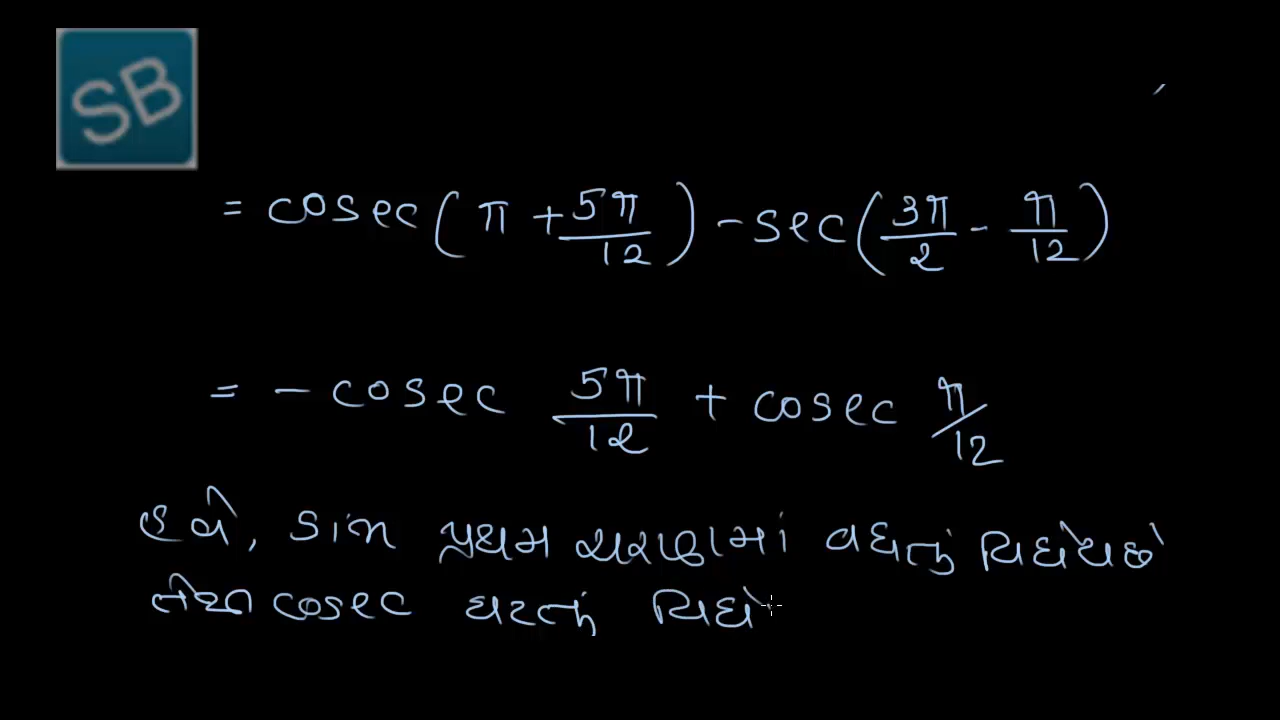 SB
= cosec(π + 5π/12) - sec(3π/2 - π/12)
= - cosec 5π/12 + cosec π/12
હવે, sin પ્રથમ ચરણમાં વધતું વિધેય છે
તેથી cosec ઘટતું વિધે